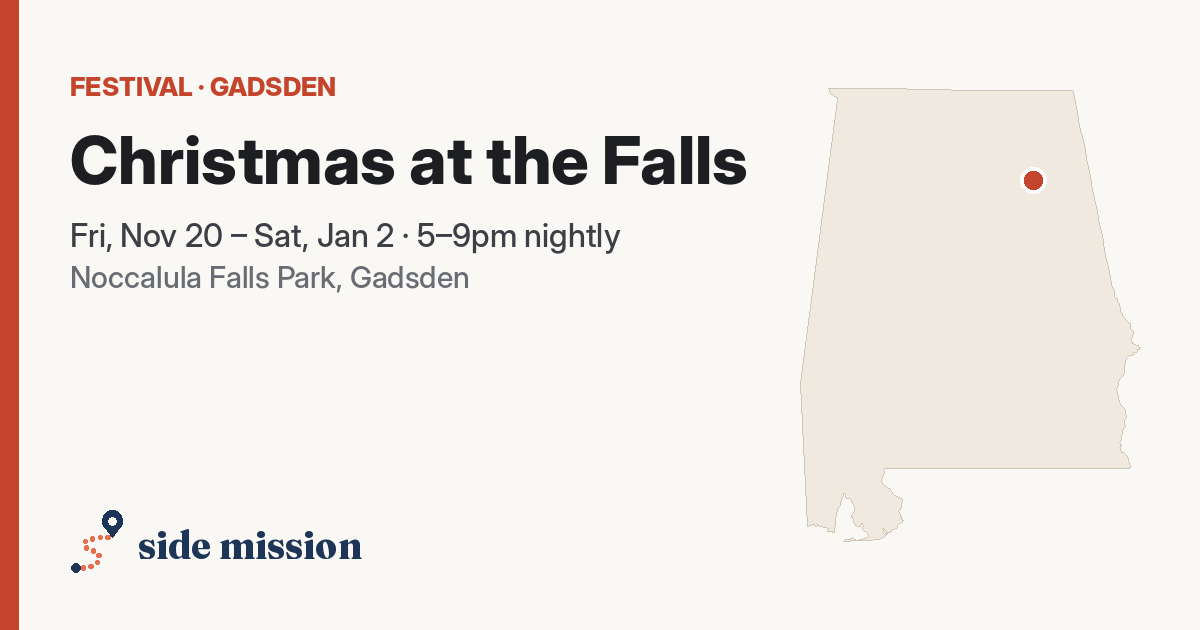 FESTIVAL · GADSDEN
Christmas at the Falls
Fri, Nov 20 – Sat, Jan 2 · 5–9pm nightly
Noccalula Falls Park, Gadsden
side mission